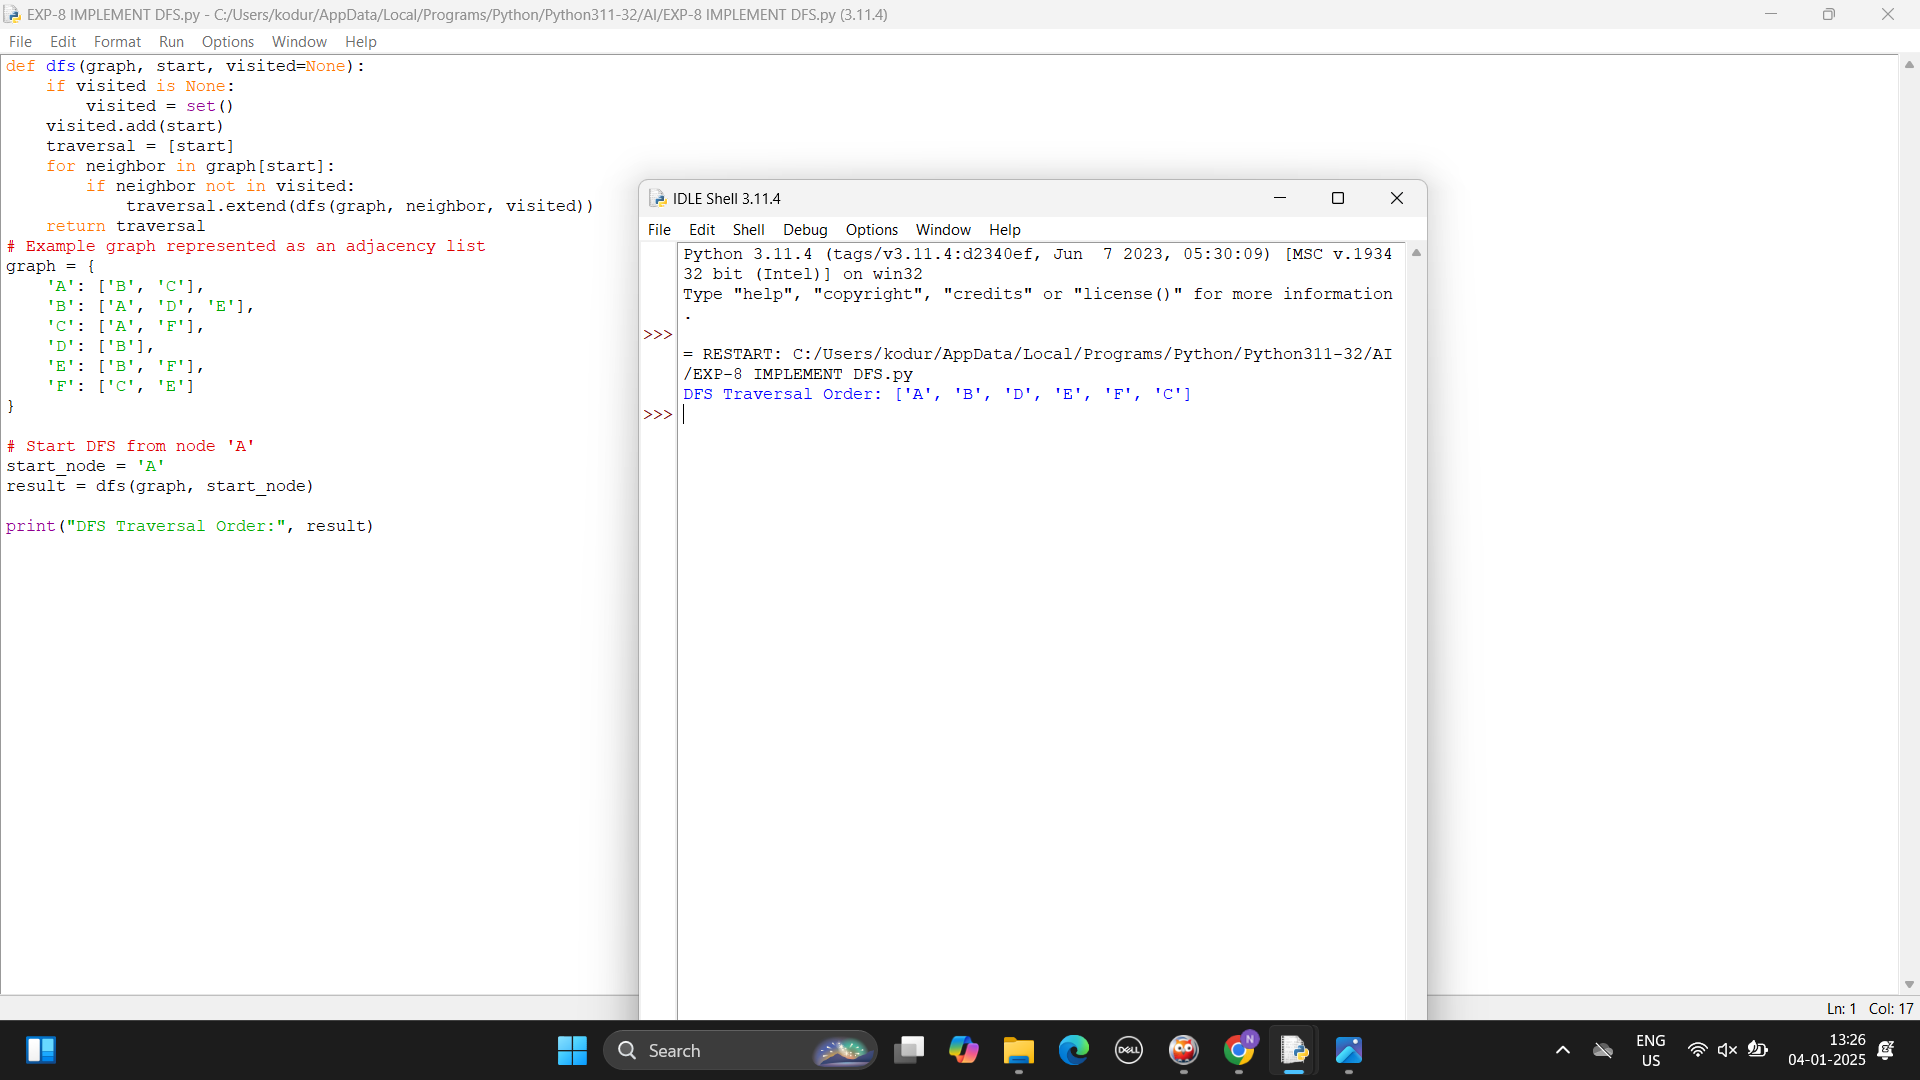 EXP-8 IMPLEMENT DFS.py - C:/Users/kodur/AppData/Local/Programs/Python/Python311-32/AI/EXP-8 IMPLEMENT DFS.py (3.11.4)
File Edit Format Run Options Window Help
def dfs(graph, start, visited=None):
    if visited is None:
        visited = set()
    visited.add(start)
    traversal = [start]
    for neighbor in graph[start]:
        if neighbor not in visited:
            traversal.extend(dfs(graph, neighbor, visited))
    return traversal
# Example graph represented as an adjacency list
graph = {
    'A': ['B', 'C'],
    'B': ['A', 'D', 'E'],
    'C': ['A', 'F'],
    'D': ['B'],
    'E': ['B', 'F'],
    'F': ['C', 'E']
}
# Start DFS from node 'A'
start_node = 'A'
result = dfs(graph, start_node)
print("DFS Traversal Order:", result)
IDLE Shell 3.11.4
File Edit Shell Debug Options Window Help
Python 3.11.4 (tags/v3.11.4:d2340ef, Jun  7 2023, 05:30:09) [MSC v.1934
32 bit (Intel)] on win32
Type "help", "copyright", "credits" or "license()" for more information
.
>>>
= RESTART: C:/Users/kodur/AppData/Local/Programs/Python/Python311-32/AI
/EXP-8 IMPLEMENT DFS.py
DFS Traversal Order: ['A', 'B', 'D', 'E', 'F', 'C']
>>>
Ln: 1 Col: 17
Search
DELL
N
ENG
US
13:26
04-01-2025